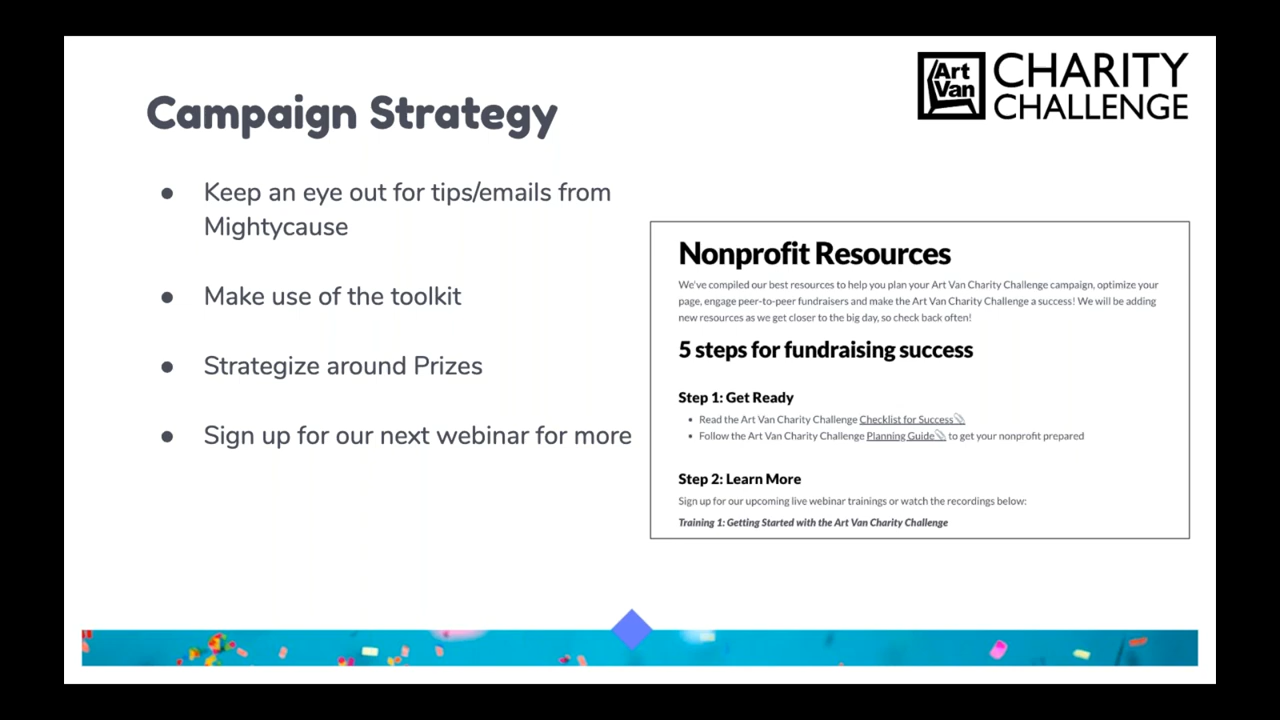 Art
Van
CHARITY
CHALLENGE
Campaign Strategy
● Keep an eye out for tips/emails from
Mightycause
● Make use of the toolkit
● Strategize around Prizes
● Sign up for our next webinar for more
Nonprofit Resources
We've compiled our best resources to help you plan your Art Van Charity Challenge campaign, optimize your
page, engage peer-to-peer fundraisers and make the Art Van Charity Challenge a success! We will be adding
new resources as we get closer to the big day, so check back often!
5 steps for fundraising success
Step 1: Get Ready
• Read the Art Van Charity Challenge Checklist for Success
• Follow the Art Van Charity Challenge Planning Guide to get your nonprofit prepared
Step 2: Learn More
Sign up for our upcoming live webinar trainings or watch the recordings below:
Training 1: Getting Started with the Art Van Charity Challenge